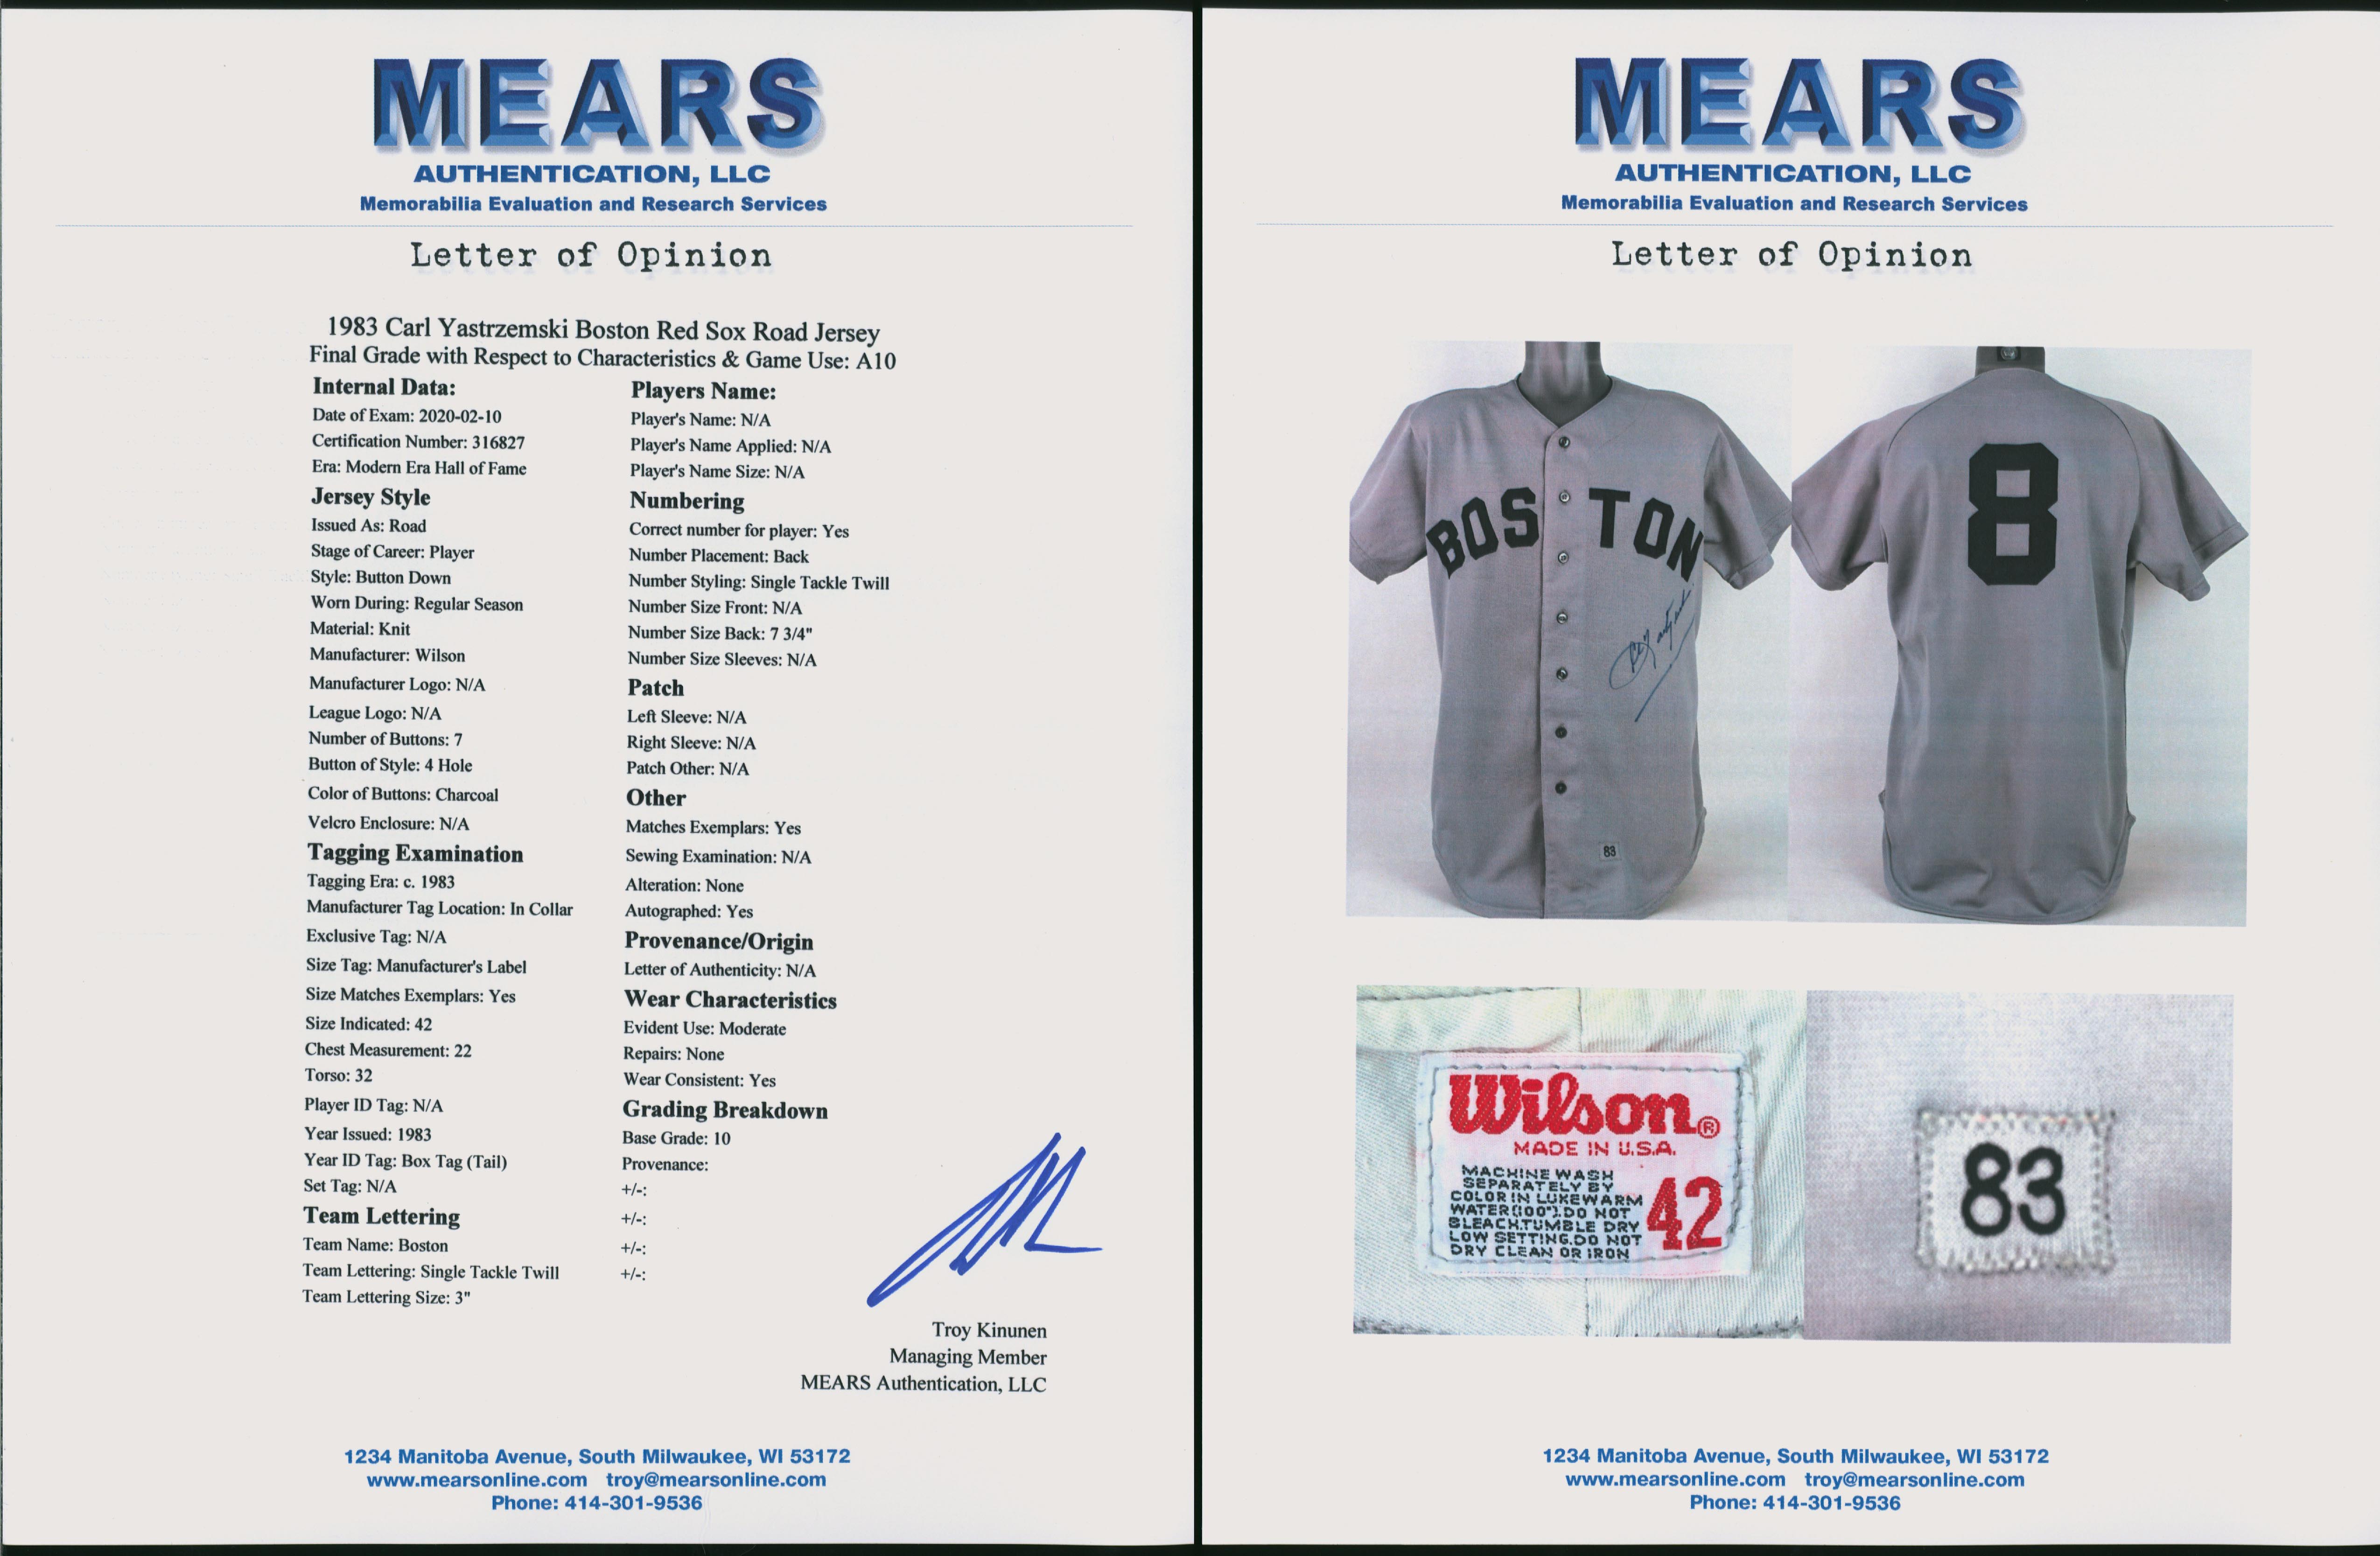 MEARS
AUTHENTICATION, LLC
Memorabilia Evaluation and Research Services
Letter of Opinion
1983 Carl Yastrzemski Boston Red Sox Road Jersey
Final Grade with Respect to Characteristics & Game Use: A10
Internal Data:
Date of Exam: 2020-02-10
Certification Number: 316827
Era: Modern Era Hall of Fame
Jersey Style
Issued As: Road
Stage of Career: Player
Style: Button Down
Worn During: Regular Season
Material: Knit
Manufacturer: Wilson
Manufacturer Logo: N/A
League Logo: N/A
Number of Buttons: 7
Button of Style: 4 Hole
Color of Buttons: Charcoal
Velcro Enclosure: N/A
Tagging Examination
Tagging Era: c. 1983
Manufacturer Tag Location: In Collar
Exclusive Tag: N/A
Size Tag: Manufacturer's Label
Size Matches Exemplars: Yes
Size Indicated: 42
Chest Measurement: 22
Torso: 32
Player ID Tag: N/A
Year Issued: 1983
Year ID Tag: Box Tag (Tail)
Set Tag: N/A
Team Lettering
Team Name: Boston
Team Lettering: Single Tackle Twill
Team Lettering Size: 3"
Players Name:
Player's Name: N/A
Player's Name Applied: N/A
Player's Name Size: N/A
Numbering
Correct number for player: Yes
Number Placement: Back
Number Styling: Single Tackle Twill
Number Size Front: N/A
Number Size Back: 7 3/4"
Number Size Sleeves: N/A
Patch
Left Sleeve: N/A
Right Sleeve: N/A
Patch Other: N/A
Other
Matches Exemplars: Yes
Sewing Examination: N/A
Alteration: None
Autographed: Yes
Provenance/Origin
Letter of Authenticity: N/A
Wear Characteristics
Evident Use: Moderate
Repairs: None
Wear Consistent: Yes
Grading Breakdown
Base Grade: 10
Provenance:
+/-:
+/-:
+/-:
+/-:
Troy Kinunen
Managing Member
MEARS Authentication, LLC
1234 Manitoba Avenue, South Milwaukee, WI 53172
www.mearsonline.com troy@mearsonline.com
Phone: 414-301-9536
MEARS
AUTHENTICATION, LLC
Memorabilia Evaluation and Research Services
Letter of Opinion
BOSTON
83
8
Wilson®
MADE IN U.S.A.
MACHINE WASH
SEPARATELY BY
COLOR IN LUKEWARM
WATER(100°).DO NOT
BLEACH.TUMBLE DRY
LOW SETTING.DO NOT
DRY CLEAN OR IRON
42
83
1234 Manitoba Avenue, South Milwaukee, WI 53172
www.mearsonline.com troy@mearsonline.com
Phone: 414-301-9536